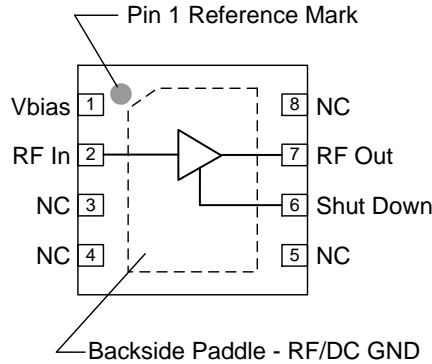 Pin 1 Reference Mark
Vbias 1 8 NC
RF In 2 7 RF Out
NC 3 6 Shut Down
NC 4 5 NC
Backside Paddle - RF/DC GND